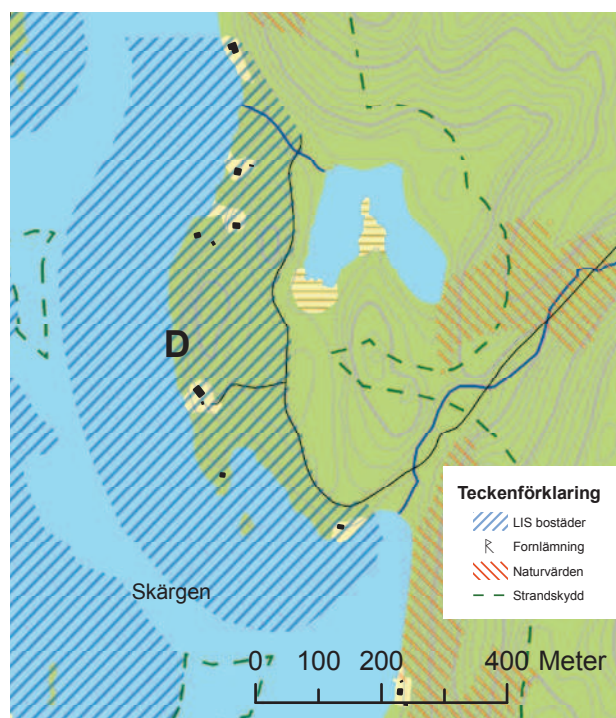 D
Teckenförklaring
LIS bostäder
Fornlämning
Naturvärden
Strandskydd
Skärgen
0 100 200 400 Meter